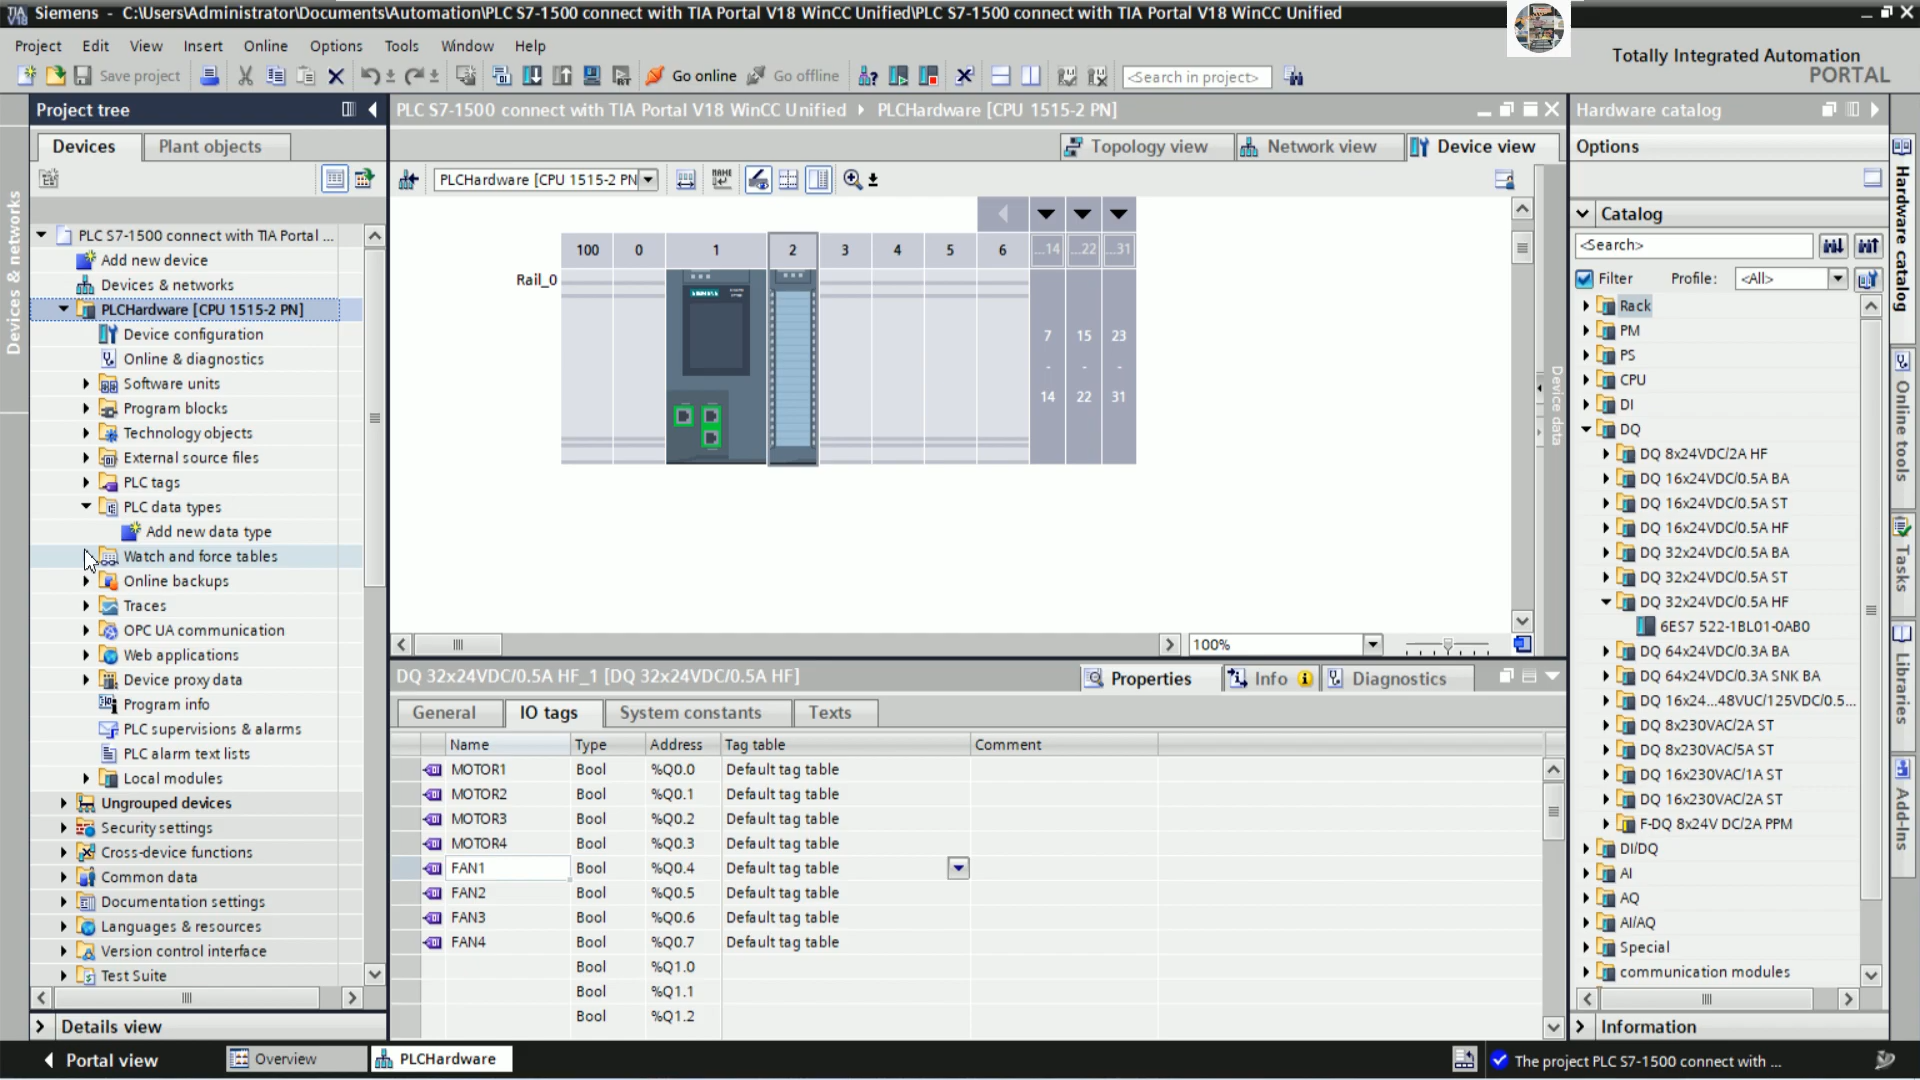 Siemens - C:\Users\Administrator\Documents\Automation\PLC S7-1500 connect with TIA Portal V18 WinCC Unified\PLC S7-1500 connect with TIA Portal V18 WinCC Unified
Project Edit View Insert Online Options Tools Window Help
Totally Integrated Automation
PORTAL
Save project
Go online
Go offline
<Search in project>
Project tree
PLC S7-1500 connect with TIA Portal V18 WinCC Unified
PLCHardware [CPU 1515-2 PN]
Hardware catalog
Devices
Plant objects
Topology view
Network view
Device view
Options
PLCHardware [CPU 1515-2 PN
Devices & networks
PLC S7-1500 connect with TIA Portal ...
Add new device
Devices & networks
PLCHardware [CPU 1515-2 PN]
Device configuration
Online & diagnostics
Software units
Program blocks
Technology objects
External source files
PLC tags
PLC data types
Add new data type
Watch and force tables
Online backups
Traces
OPC UA communication
Web applications
Device proxy data
Program info
PLC supervisions & alarms
PLC alarm text lists
Local modules
Ungrouped devices
Security settings
Cross-device functions
Common data
Documentation settings
Languages & resources
Version control interface
Test Suite
Details view
100 0 1 2 3 4 5 6 ...14 ...22 ...31
Rail_0
SIEMENS
7 15 23
- - -
14 22 31
Device data
100%
DQ 32x24VDC/0.5A HF_1 [DQ 32x24VDC/0.5A HF]
Properties
Info
Diagnostics
General
IO tags
System constants
Texts
Name Type Address Tag table Comment
MOTOR1 Bool %Q0.0 Default tag table
MOTOR2 Bool %Q0.1 Default tag table
MOTOR3 Bool %Q0.2 Default tag table
MOTOR4 Bool %Q0.3 Default tag table
FAN1 Bool %Q0.4 Default tag table
FAN2 Bool %Q0.5 Default tag table
FAN3 Bool %Q0.6 Default tag table
FAN4 Bool %Q0.7 Default tag table
Bool %Q1.0
Bool %Q1.1
Bool %Q1.2
Catalog
<Search>
Filter Profile: <All>
Rack
PM
PS
CPU
DI
DQ
DQ 8x24VDC/2A HF
DQ 16x24VDC/0.5A BA
DQ 16x24VDC/0.5A ST
DQ 16x24VDC/0.5A HF
DQ 32x24VDC/0.5A BA
DQ 32x24VDC/0.5A ST
DQ 32x24VDC/0.5A HF
6ES7 522-1BL01-0AB0
DQ 64x24VDC/0.3A BA
DQ 64x24VDC/0.3A SNK BA
DQ 16x24...48VUC/125VDC/0.5...
DQ 8x230VAC/2A ST
DQ 8x230VAC/5A ST
DQ 16x230VAC/1A ST
DQ 16x230VAC/2A ST
F-DQ 8x24V DC/2A PPM
DI/DQ
AI
AQ
AI/AQ
Special
communication modules
Information
Hardware catalog
Online tools
Tasks
Libraries
Add-Ins
Portal view
Overview
PLCHardware
The project PLC S7-1500 connect with ...